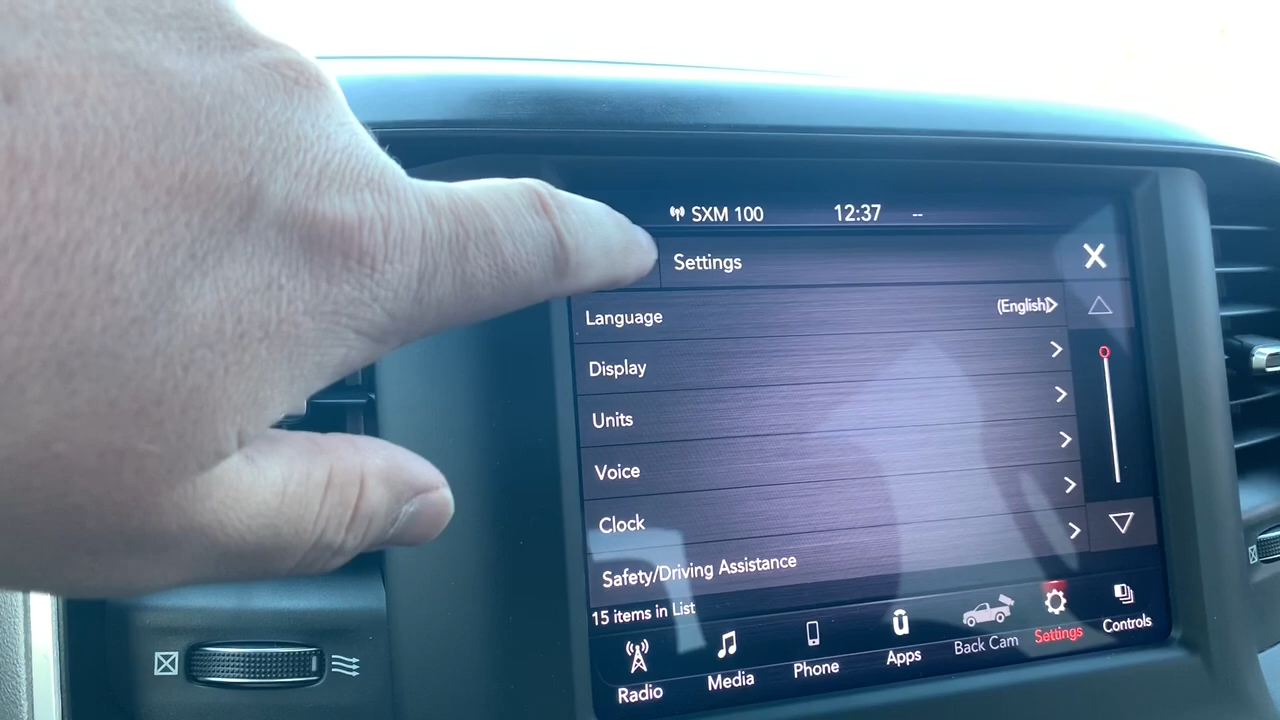 SXM 100 12:37 --
Settings X
Language (English)
Display
Units
Voice
Clock
Safety/Driving Assistance
15 items in List
Radio Media Phone Apps Back Cam Settings Controls